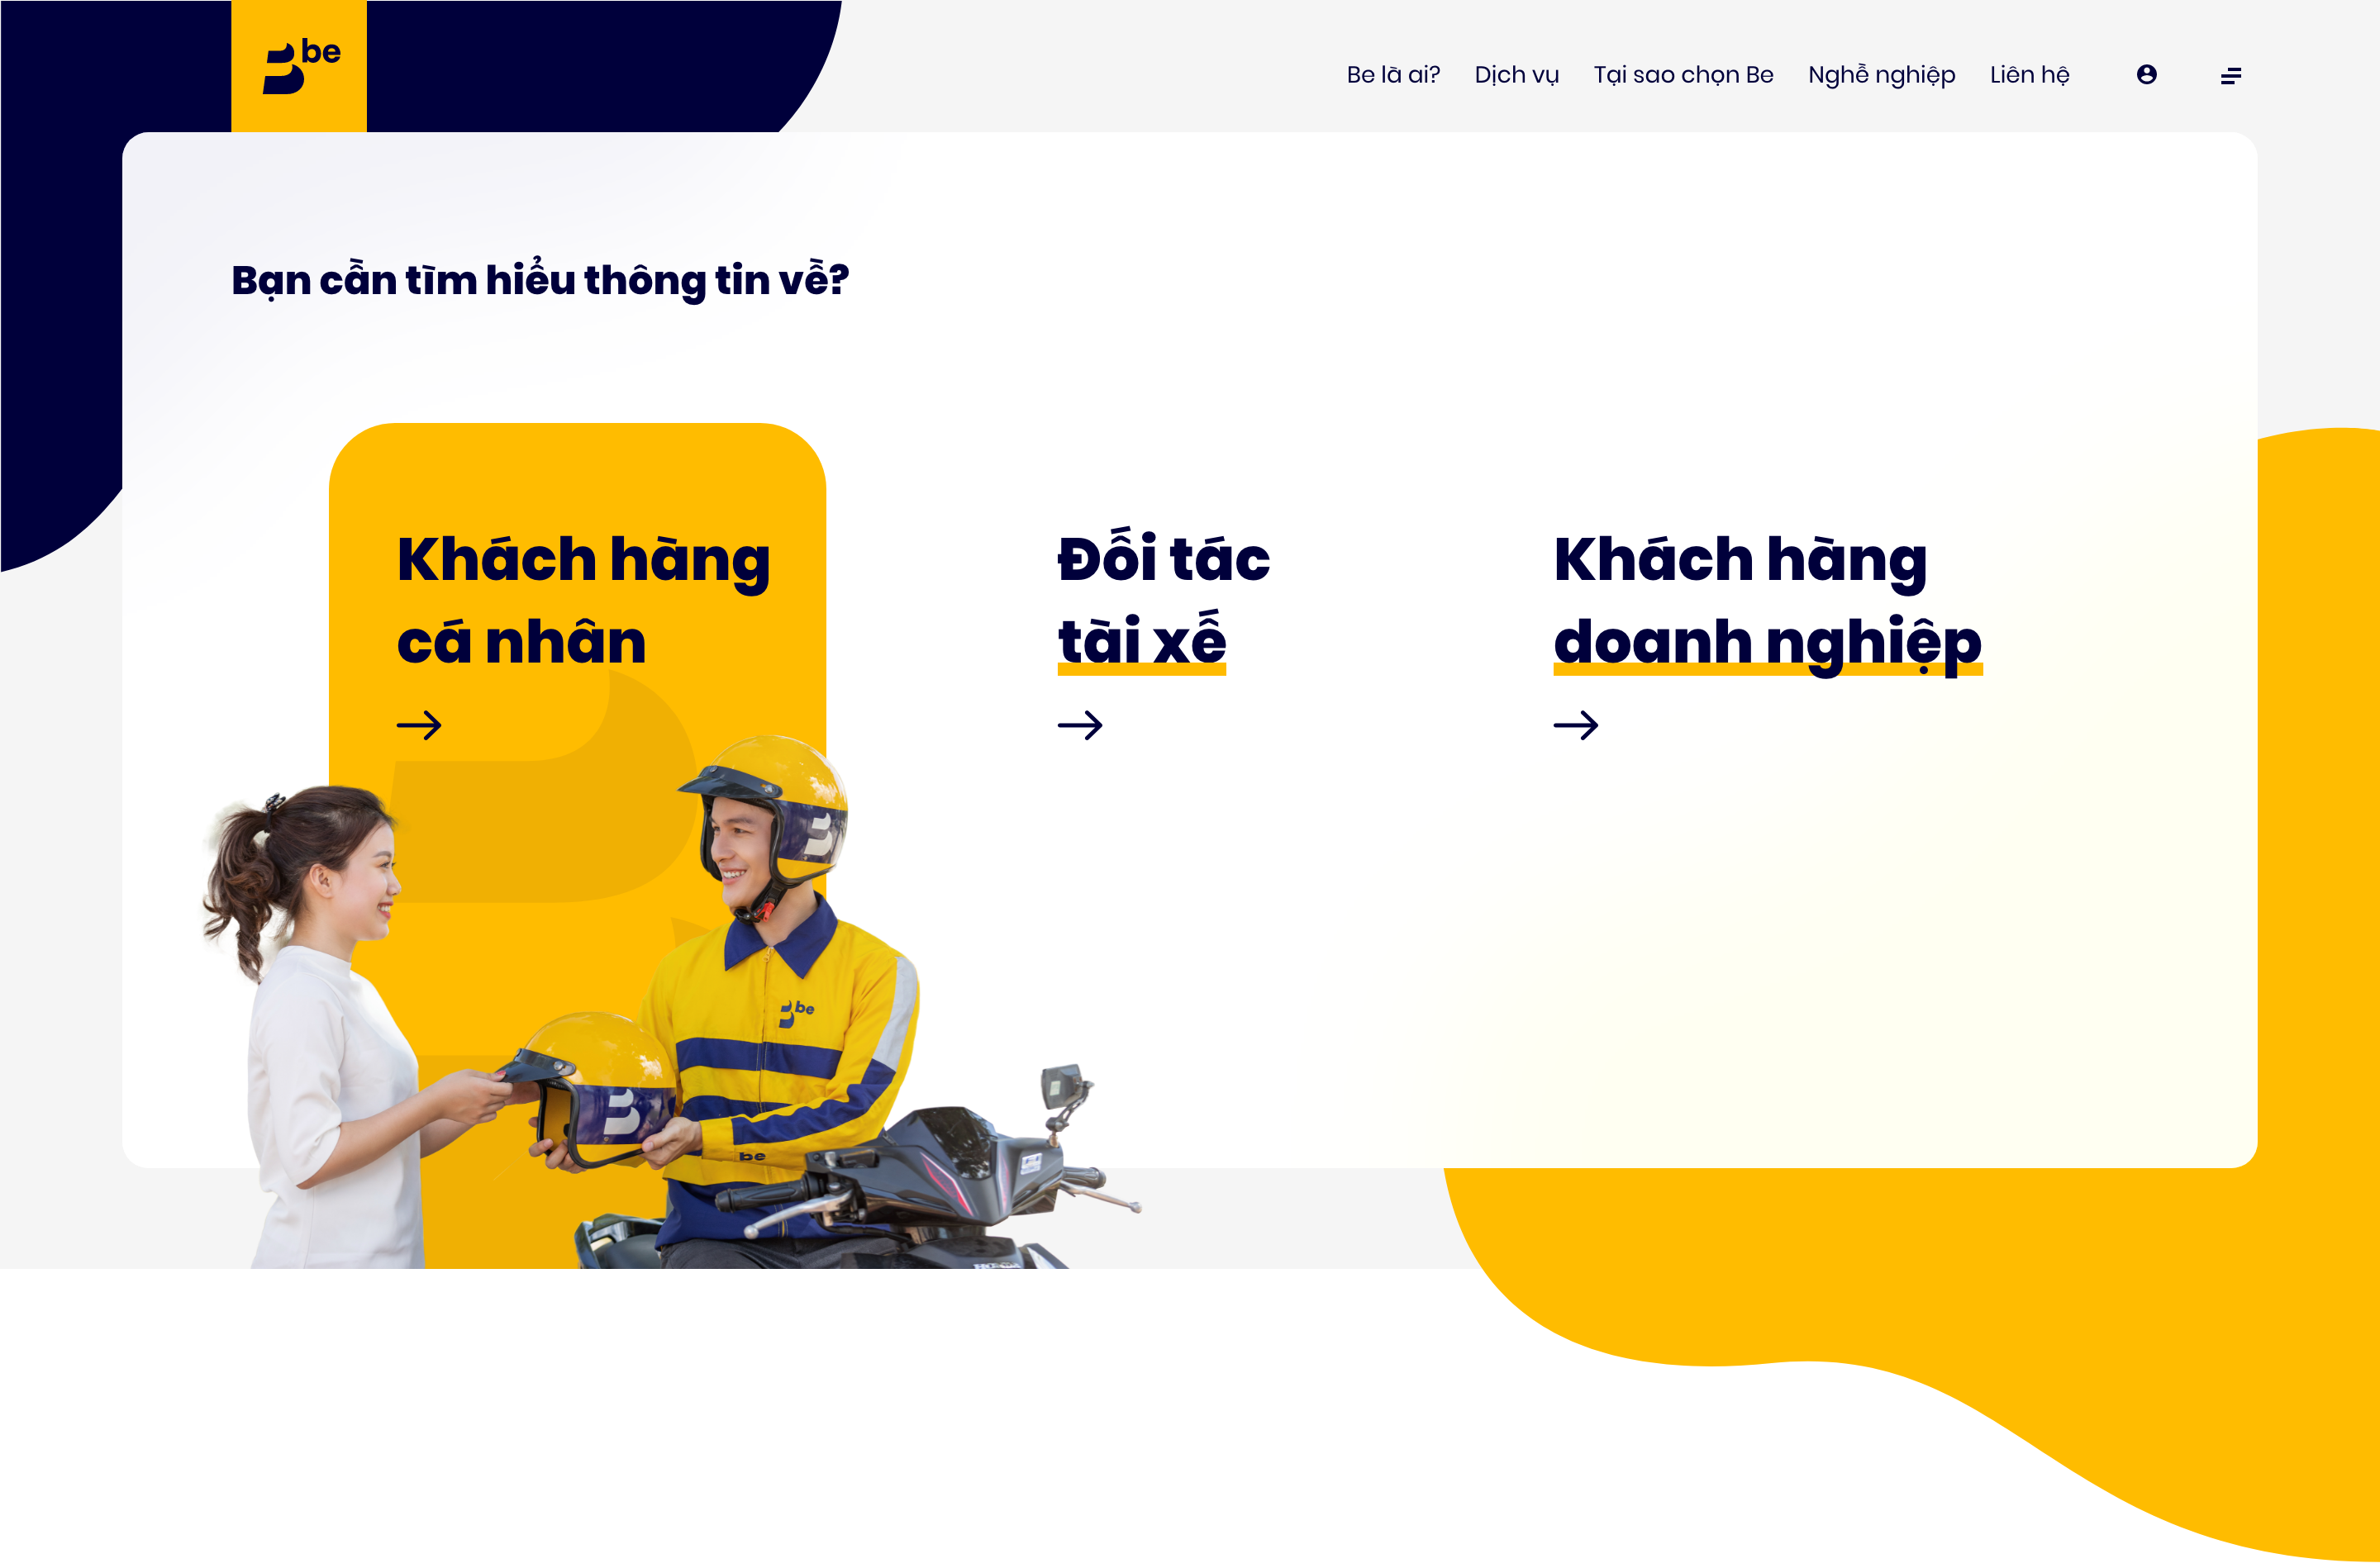 be
Be là ai? Dịch vụ Tại sao chọn Be Nghề nghiệp Liên hệ
Bạn cần tìm hiểu thông tin về?
Khách hàng
cá nhân
Đối tác
tài xế
Khách hàng
doanh nghiệp
be
be